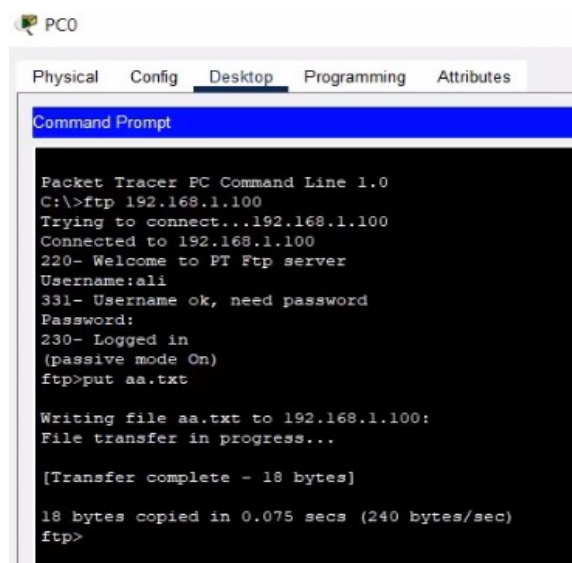 PC0
Physical Config Desktop Programming Attributes
Command Prompt
Packet Tracer PC Command Line 1.0
C:\>ftp 192.168.1.100
Trying to connect...192.168.1.100
Connected to 192.168.1.100
220- Welcome to PT Ftp server
Username:ali
331- Username ok, need password
Password:
230- Logged in
(passive mode On)
ftp>put aa.txt
Writing file aa.txt to 192.168.1.100:
File transfer in progress...
[Transfer complete - 18 bytes]
18 bytes copied in 0.075 secs (240 bytes/sec)
ftp>